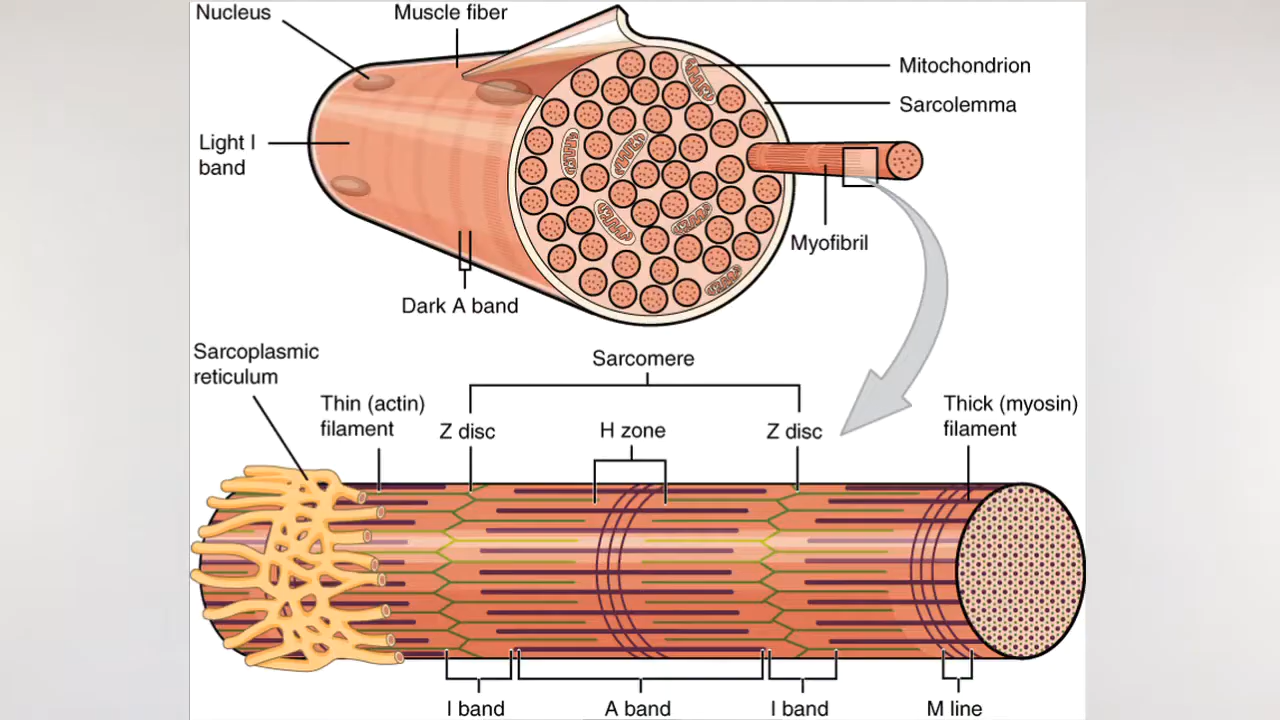 Nucleus
Muscle fiber
Mitochondrion
Sarcolemma
Light I
band
Myofibril
Dark A band
Sarcoplasmic
reticulum
Sarcomere
Thin (actin)
filament
Z disc
H zone
Z disc
Thick (myosin)
filament
I band
A band
I band
M line